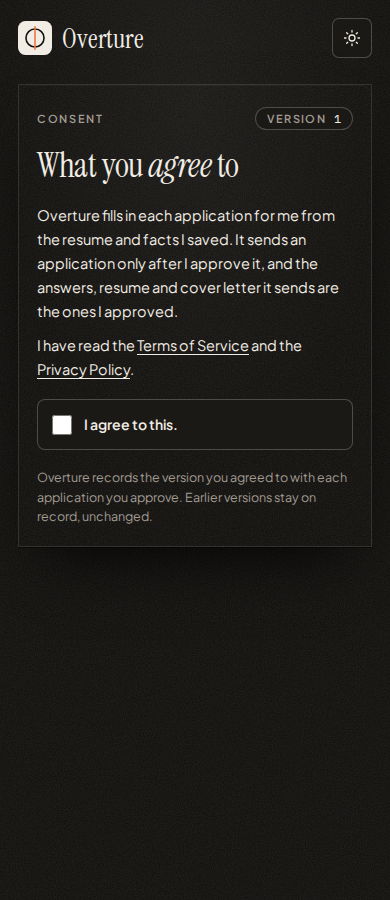 Overture
CONSENT
VERSION 1
What you agree to
Overture fills in each application for me from
the resume and facts I saved. It sends an
application only after I approve it, and the
answers, resume and cover letter it sends are
the ones I approved.
I have read the Terms of Service and the
Privacy Policy.
I agree to this.
Overture records the version you agreed to with each
application you approve. Earlier versions stay on
record, unchanged.